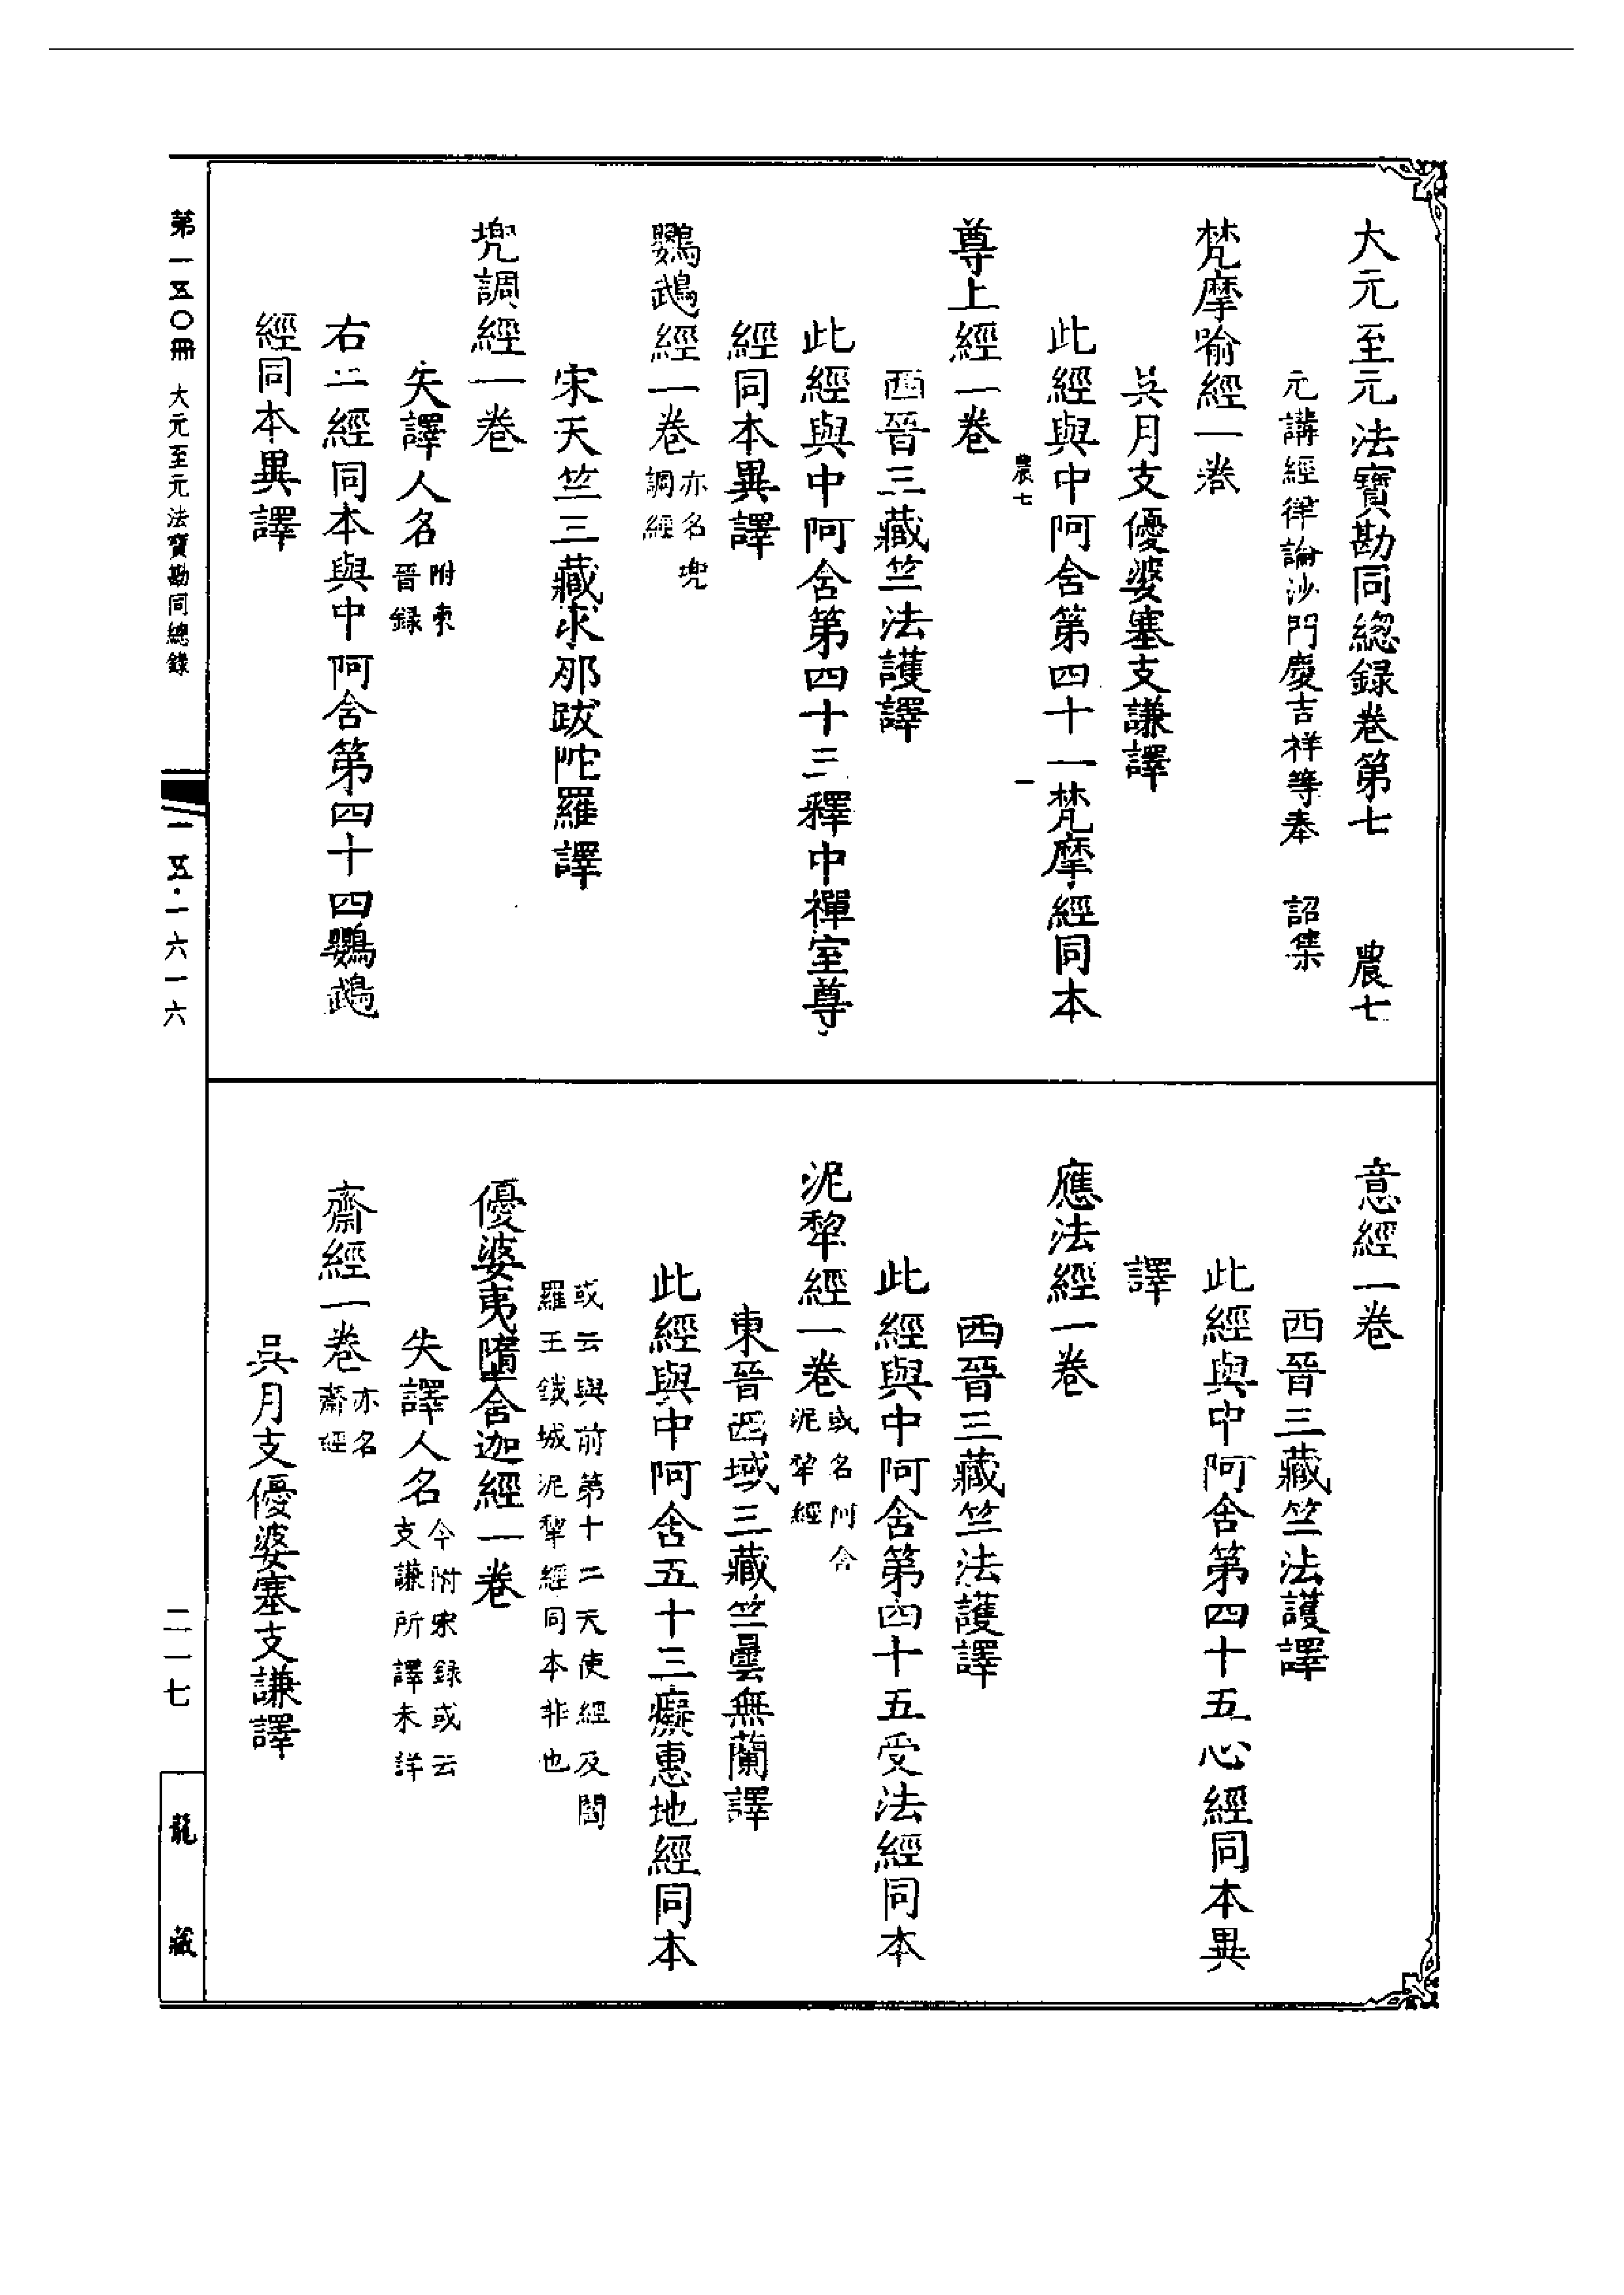 大元至元法寶勘同緫録卷第七　農七
元講經律論沙門慶吉祥等奉　詔集
梵摩喻經一卷
吳月支優婆塞支謙譯
此經與中阿含第四十一梵摩經同本
農七　一
尊上經一卷
西晉三藏竺法護譯
此經與中阿含第四十三釋中禪室尊
經同本異譯
鸚鵡經一卷亦名兜
調經
宋天竺三藏求那跋陀羅譯
兜調經一卷
失譯人名附東
晉録
右二經同本與中阿含第四十四鸚鵡
經同本異譯
意經一卷
西晉三藏竺法護譯
此經與中阿含第四十五心經同本異
譯
應法經一卷
西晉三藏竺法護譯
此經與中阿含第四十五受法經同本
泥犂經一卷或名阿含
泥犂經
東晉西域三藏竺曇無蘭譯
此經與中阿含五十三癡惠地經同本
或云與前第十二天使經及閻
羅王鐵城泥犂經同本非也
優婆夷墮舍迦經一卷
失譯人名今附宋録或云
支謙所譯未詳
齋經一卷亦名
齋經
吳月支優婆塞支謙譯
第一五〇冊　大元至元法寶勘同總錄
一五·一六一六
二一七
龍藏